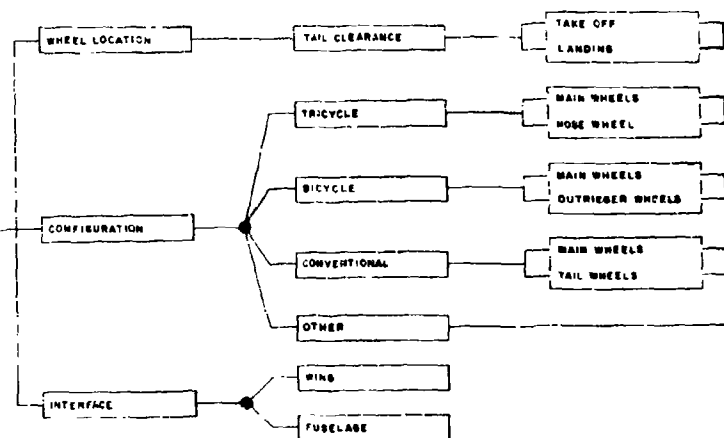 WHEEL LOCATION
TAIL CLEARANCE
TAKE OFF
LANDING
TRICYCLE
MAIN WHEELS
NOSE WHEEL
BICYCLE
MAIN WHEELS
OUTRIGGER WHEELS
CONFIGURATION
CONVENTIONAL
MAIN WHEELS
TAIL WHEELS
OTHER
INTERFACE
WING
FUSELAGE